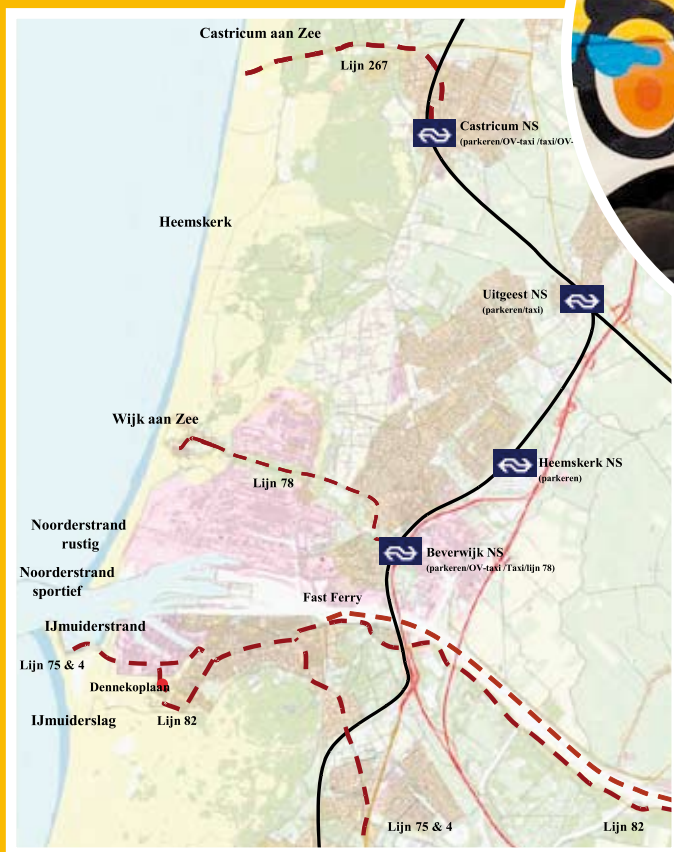 Castricum aan Zee
Lijn 267
Castricum NS
(parkeren/OV-taxi /taxi/OV-
Heemskerk
Uitgeest NS
(parkeren/taxi)
Wijk aan Zee
Lijn 78
Heemskerk NS
(parkeren)
Noorderstrand
rustig
Beverwijk NS
(parkeren/OV-taxi /Taxi/lijn 78)
Noorderstrand
sportief
Fast Ferry
IJmuiderstrand
Lijn 75 & 4
Dennekoplaan
IJmuiderslag
Lijn 82
Lijn 75 & 4
Lijn 82